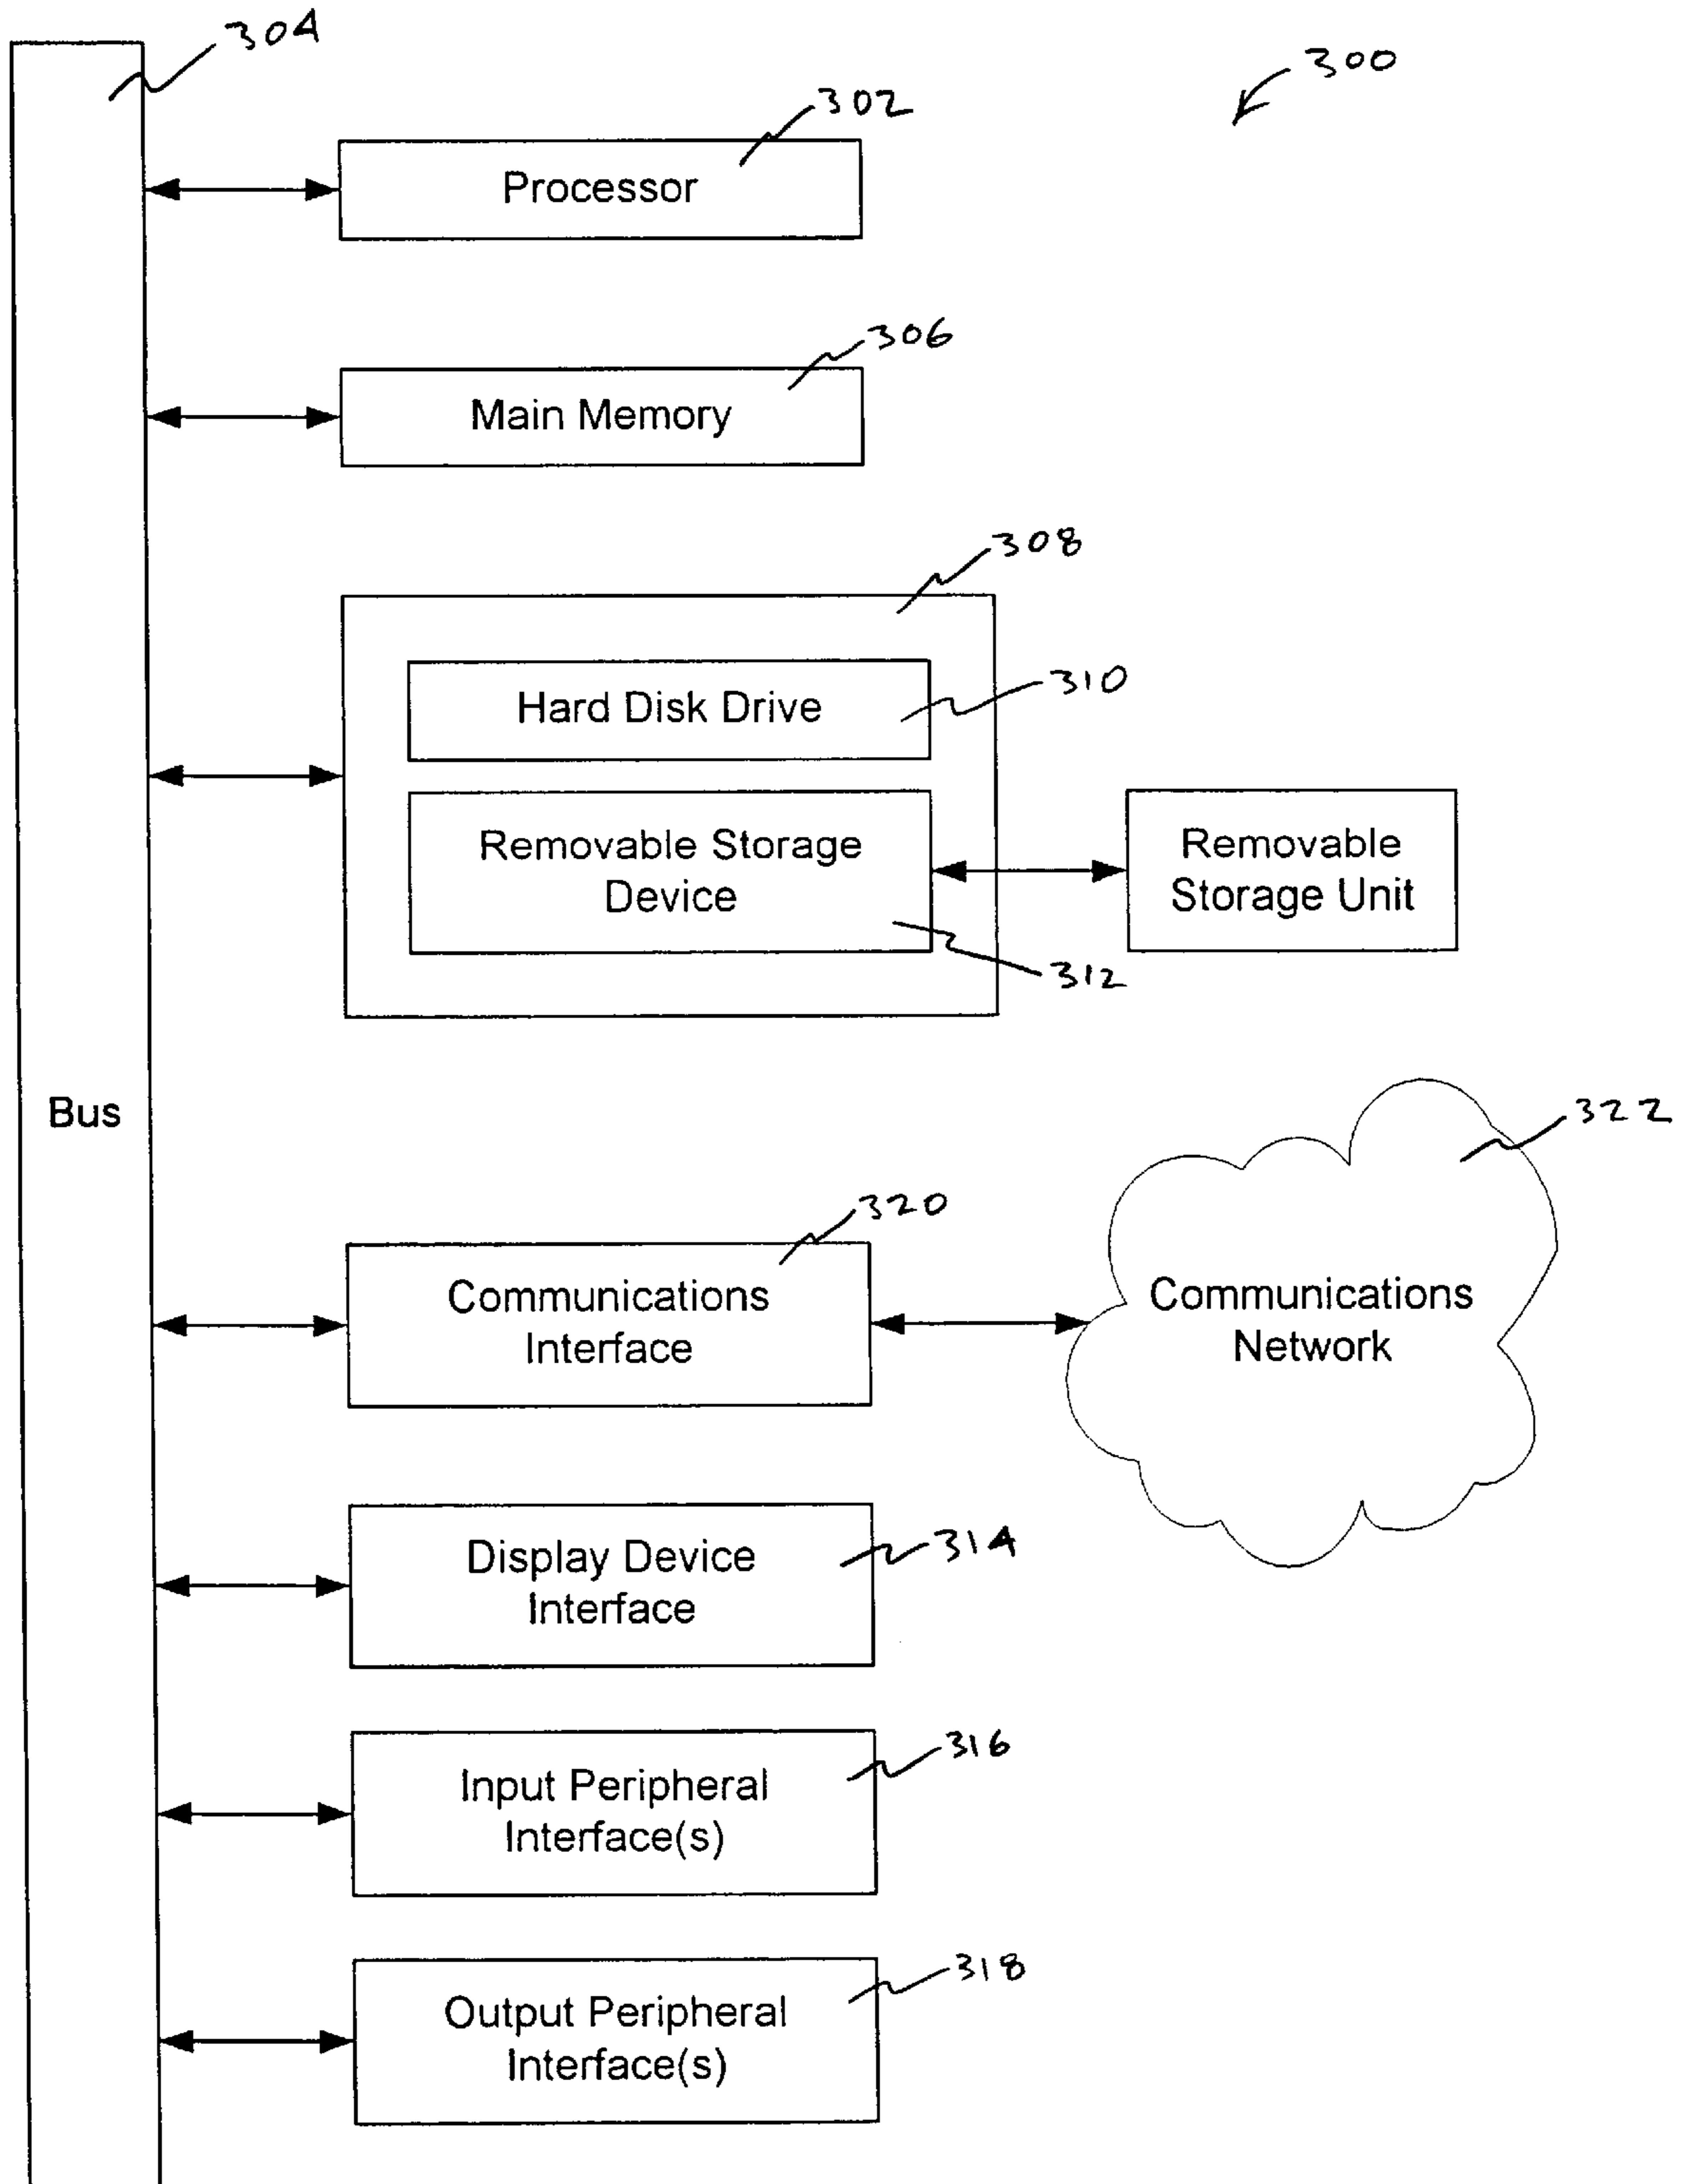 304
300
302
Processor
306
Main Memory
308
Hard Disk Drive
310
Removable Storage
Device
312
Removable
Storage Unit
Bus
322
320
Communications
Interface
Communications
Network
Display Device
Interface
314
Input Peripheral
Interface(s)
316
Output Peripheral
Interface(s)
318